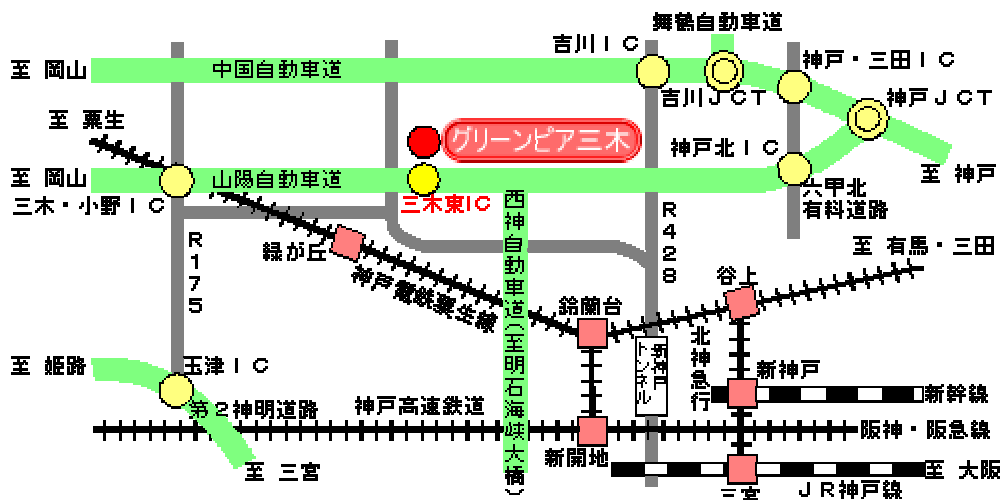 舞鶴自動車道
吉川ＩＣ
神戸・三田ＩＣ
至 岡山
中国自動車道
吉川ＪＣＴ
神戸ＪＣＴ
至 粟生
グリーンピア三木
神戸北ＩＣ
至 神戸
至 岡山
山陽自動車道
三木・小野ＩＣ
三木東IC
六甲北
有料道路
西神自動車道(至明石海峡大橋)
R428
R175
緑が丘
神戸電鉄粟生線
至 有馬・三田
谷上
鈴蘭台
北神急行
新神戸
トンネル
至 姫路
玉津ＩＣ
新神戸
新幹線
第２神明道路
神戸高速鉄道
阪神・阪急線
新開地
至 三宮
至 大阪
三宮
ＪＲ神戸線